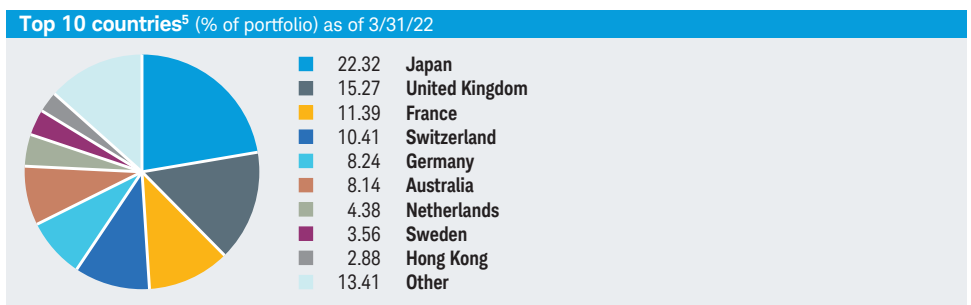 Top 10 countries⁵ (% of portfolio) as of 3/31/22
22.32 Japan
15.27 United Kingdom
11.39 France
10.41 Switzerland
8.24 Germany
8.14 Australia
4.38 Netherlands
3.56 Sweden
2.88 Hong Kong
13.41 Other